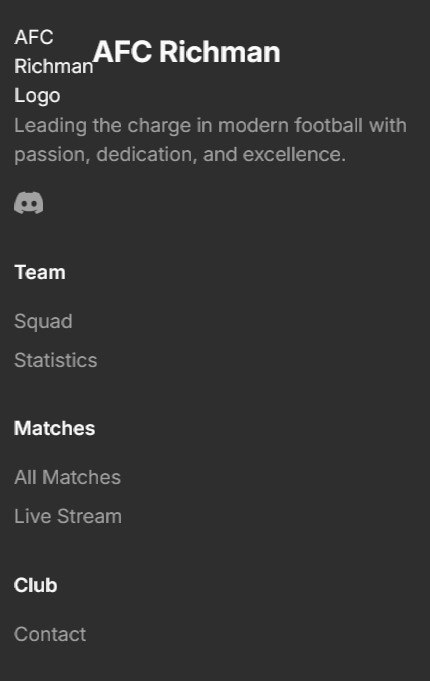 AFC
Richman
Logo
AFC Richman
Leading the charge in modern football with
passion, dedication, and excellence.
Team
Squad
Statistics
Matches
All Matches
Live Stream
Club
Contact